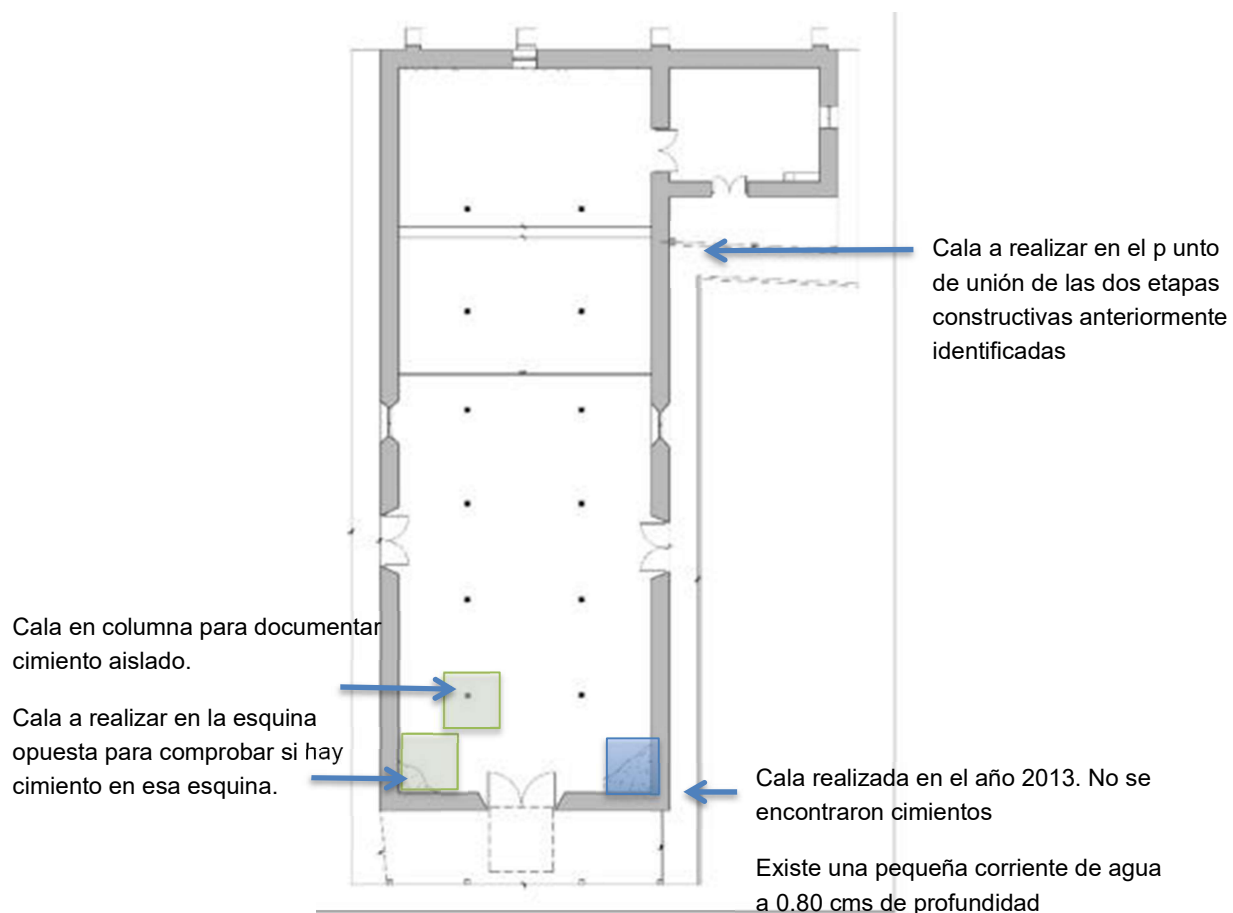 Cala a realizar en el p unto
de unión de las dos etapas
constructivas anteriormente
identificadas
Cala en columna para documentar
cimiento aislado.
Cala a realizar en la esquina
opuesta para comprobar si hay
cimiento en esa esquina.
Cala realizada en el año 2013. No se
encontraron cimientos
Existe una pequeña corriente de agua
a 0.80 cms de profundidad